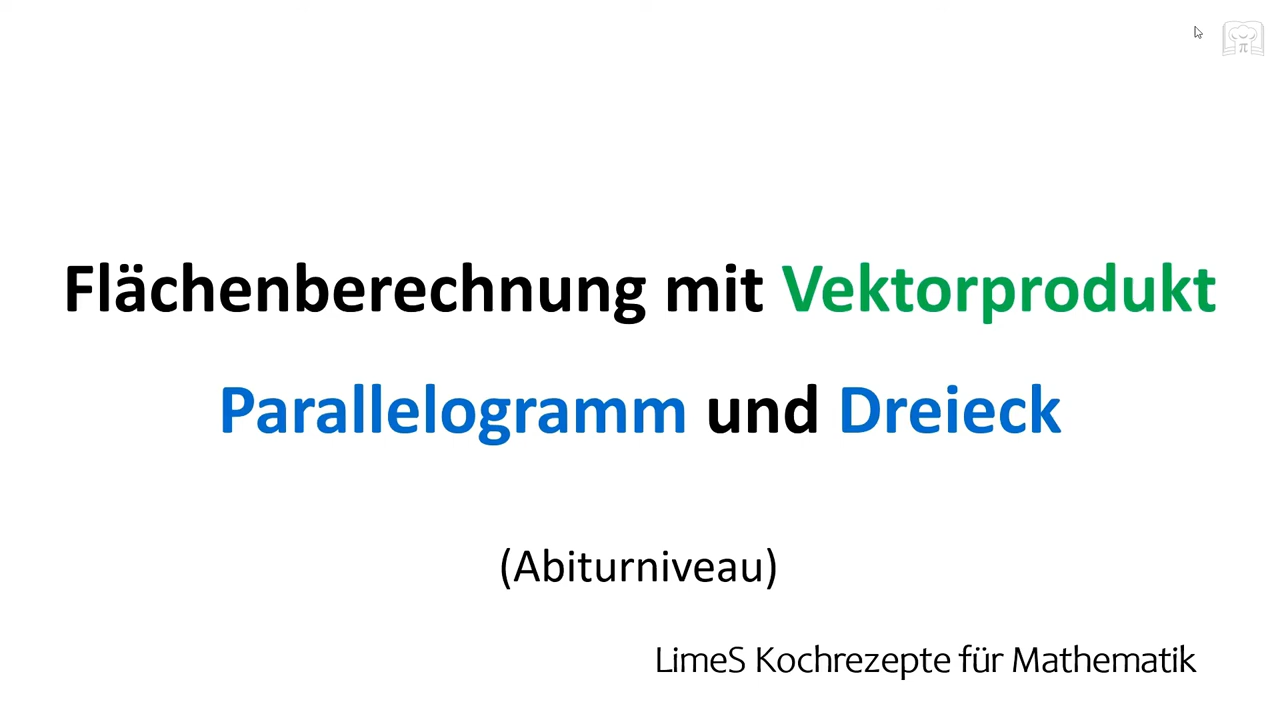 π
Flächenberechnung mit Vektorprodukt
Parallelogramm und Dreieck
(Abiturniveau)
LimeS Kochrezepte für Mathematik